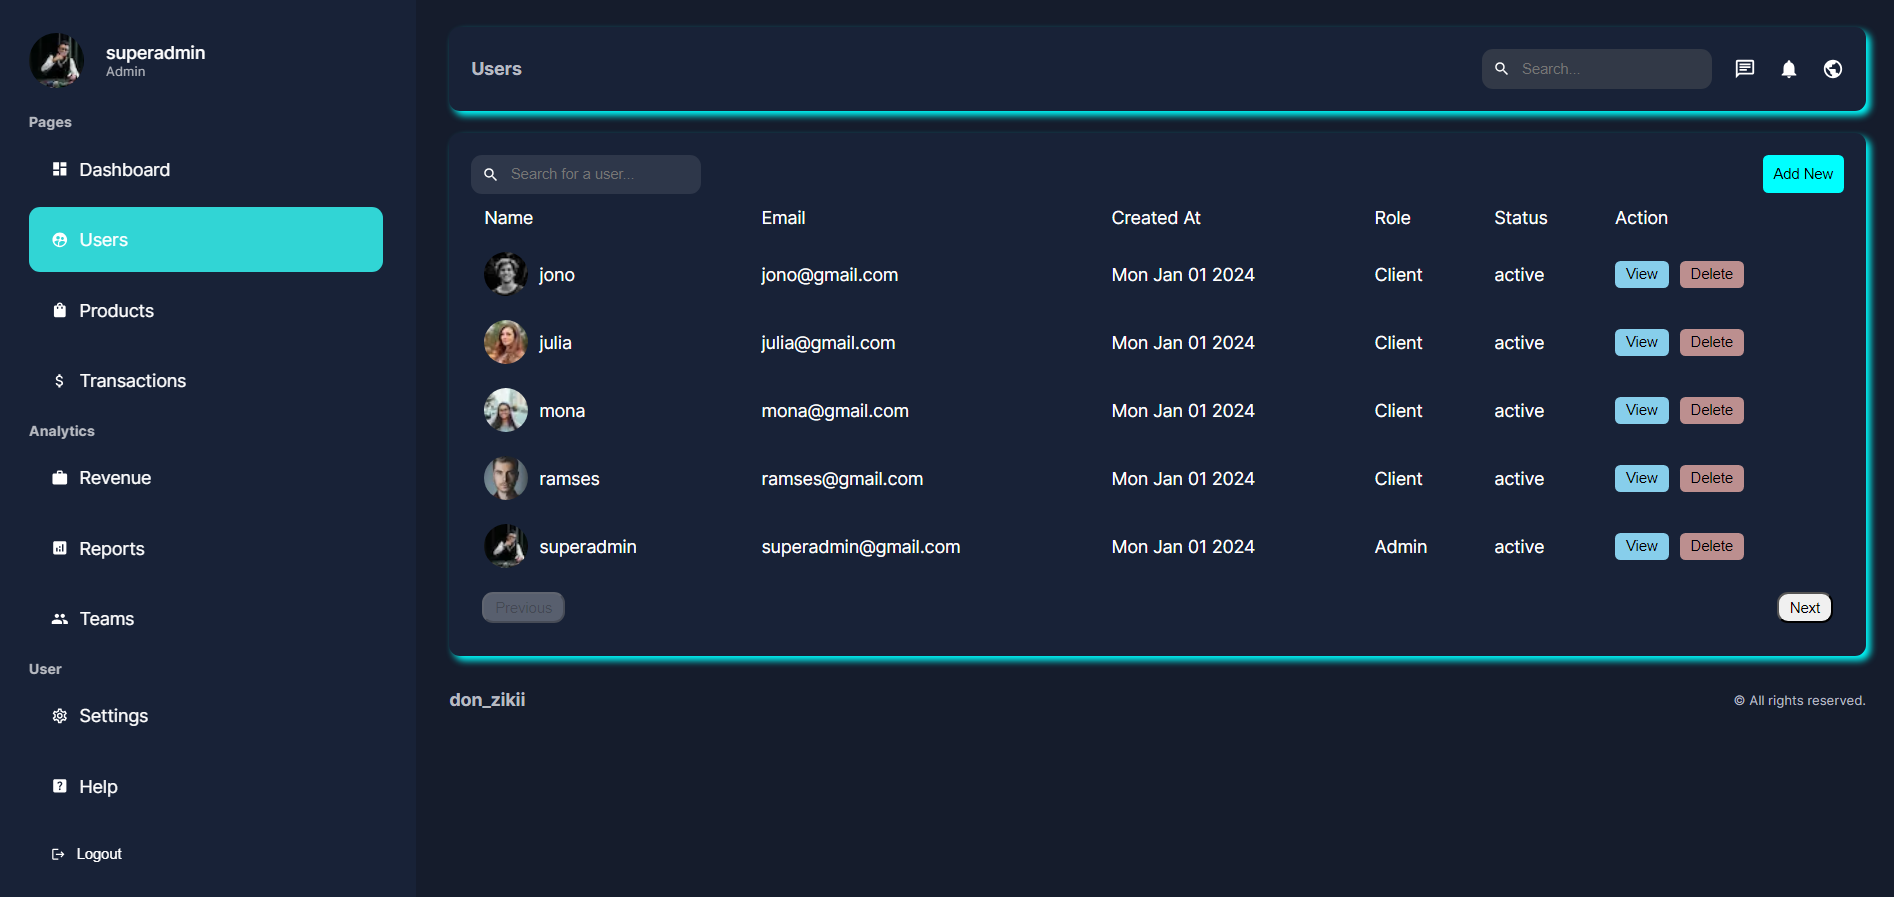 superadmin
Admin
Pages
Dashboard
Users
Products
Transactions
Analytics
Revenue
Reports
Teams
User
Settings
Help
Logout
Users
Search...
Search for a user...
Add New
Name Email Created At Role Status Action
jono jono@gmail.com Mon Jan 01 2024 Client active View Delete
julia julia@gmail.com Mon Jan 01 2024 Client active View Delete
mona mona@gmail.com Mon Jan 01 2024 Client active View Delete
ramses ramses@gmail.com Mon Jan 01 2024 Client active View Delete
superadmin superadmin@gmail.com Mon Jan 01 2024 Admin active View Delete
Previous Next
don_zikii © All rights reserved.